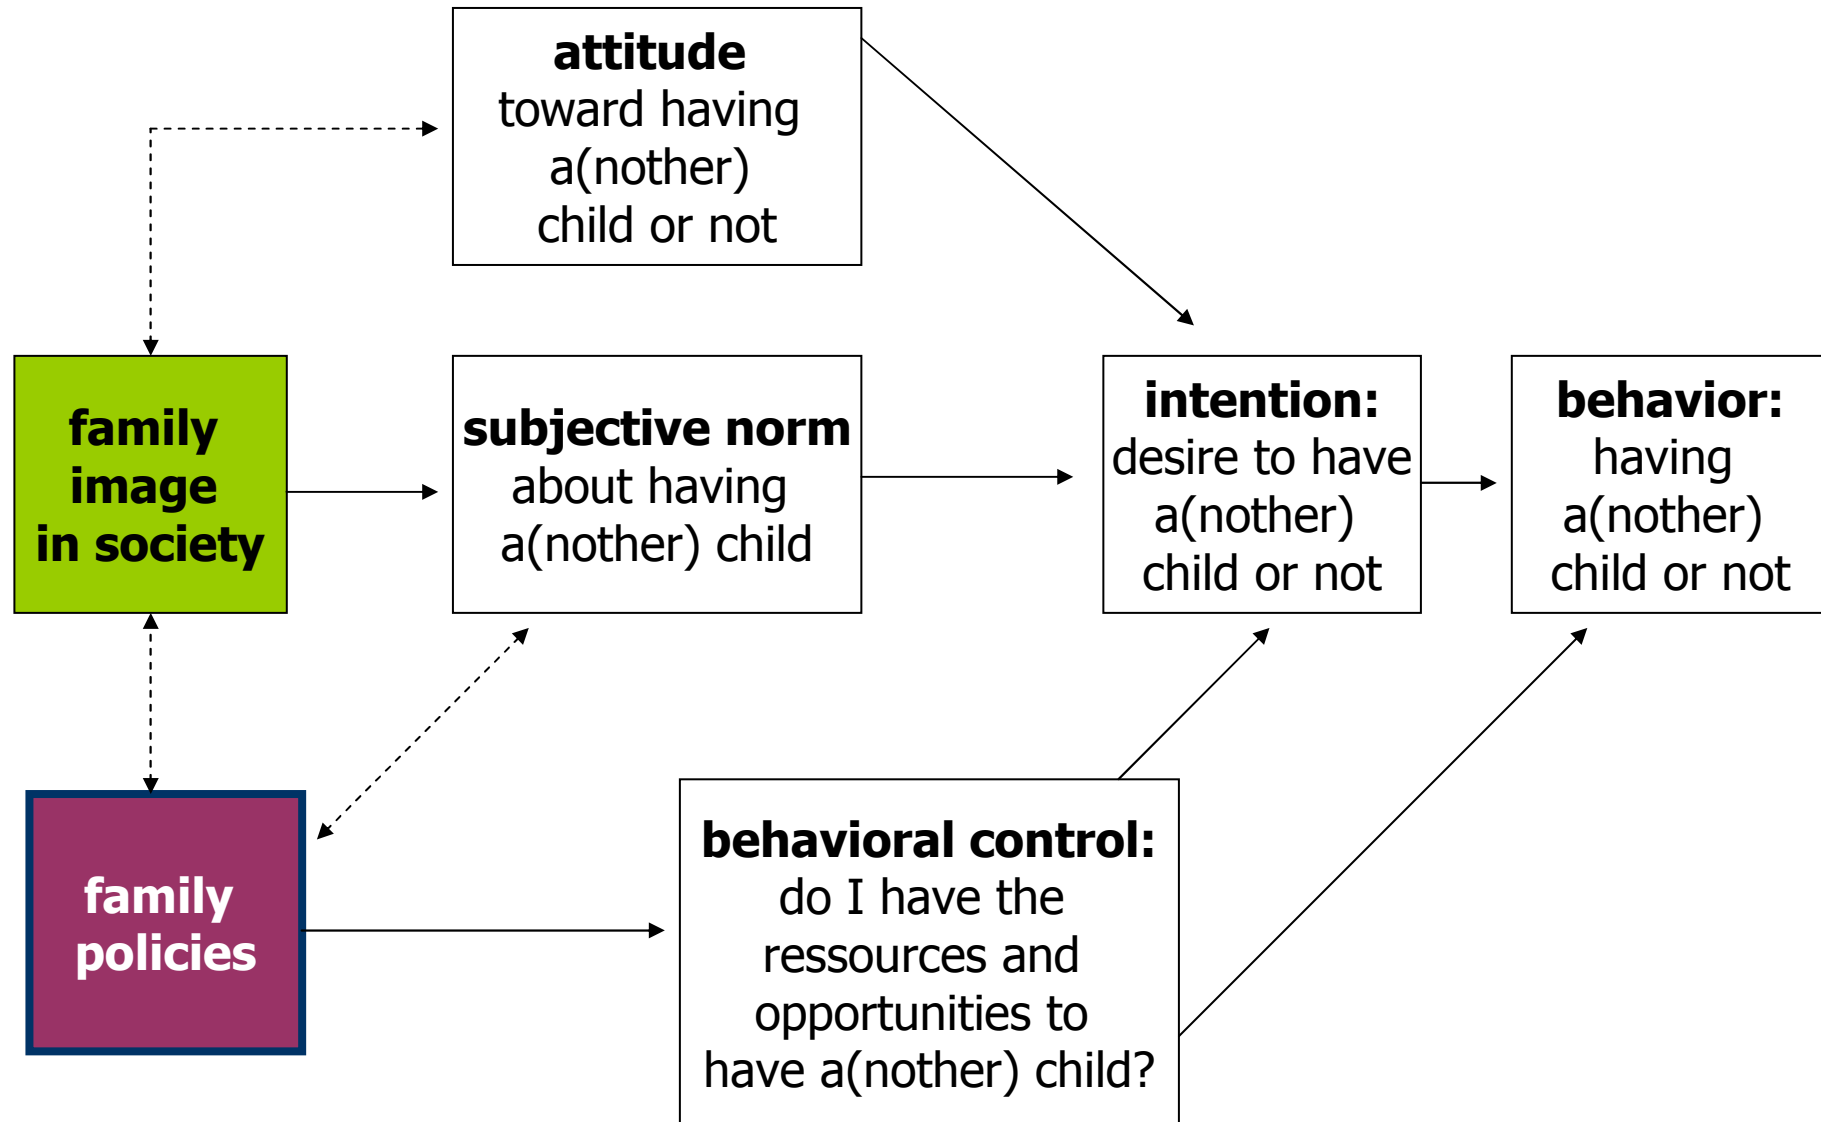 attitude
toward having
a(nother)
child or not
family
image
in society
subjective norm
about having
a(nother) child
intention:
desire to have
a(nother)
child or not
behavior:
having
a(nother)
child or not
family
policies
behavioral control:
do I have the
ressources and
opportunities to
have a(nother) child?